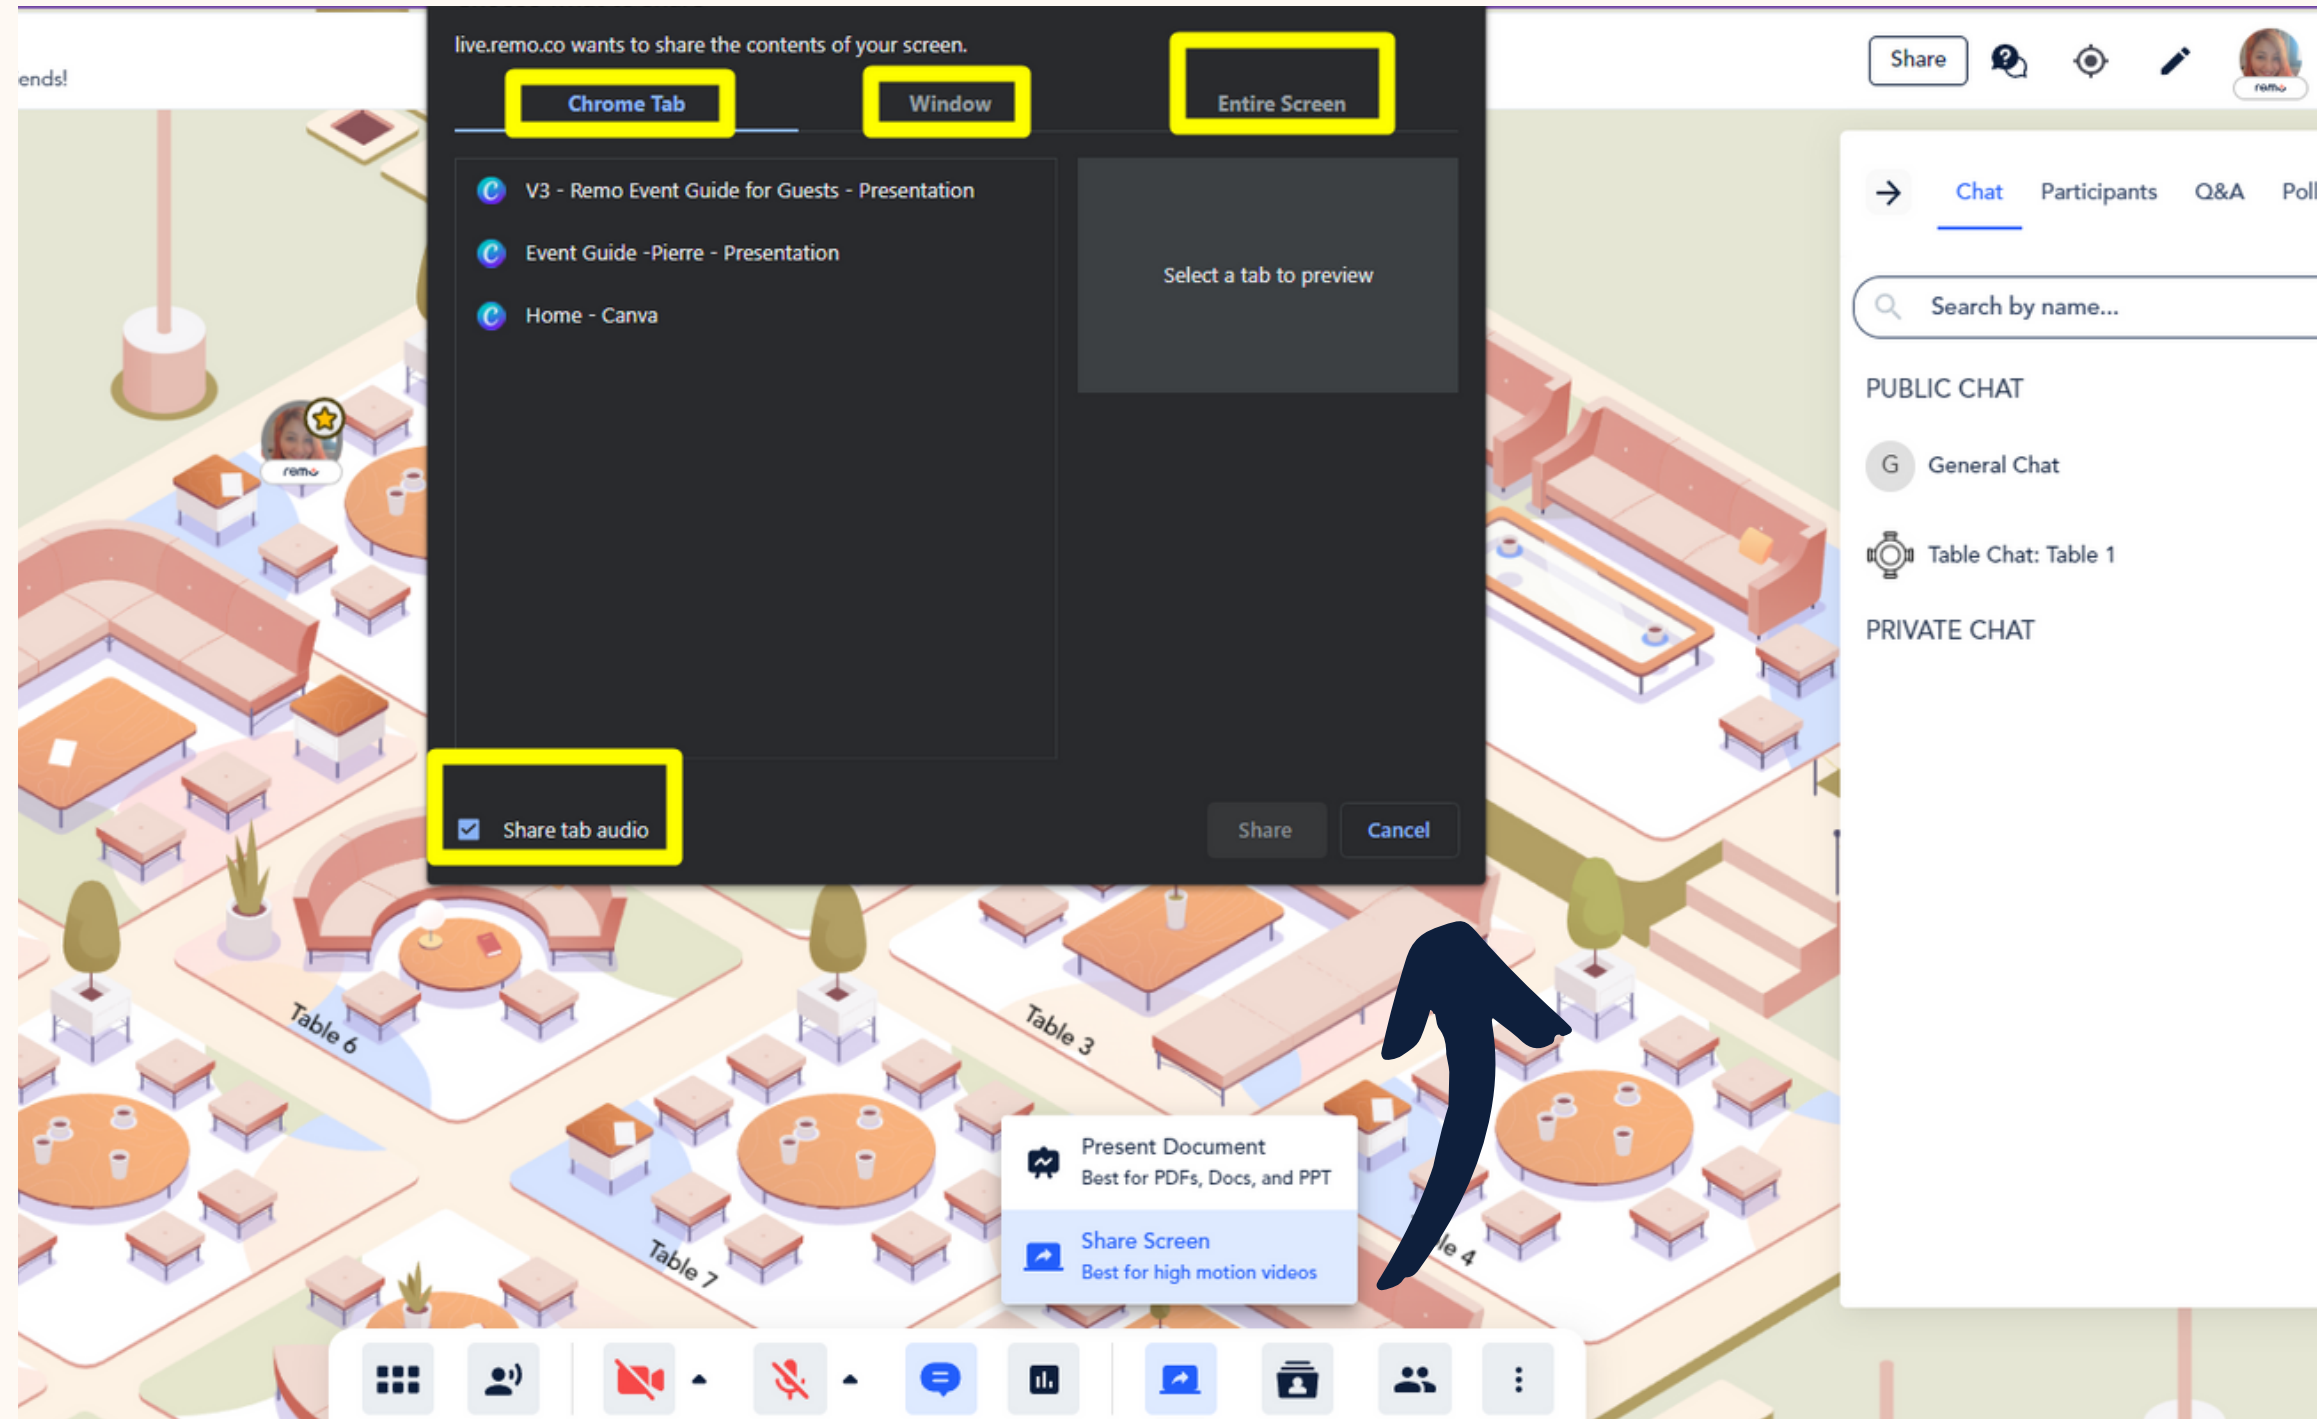 live.remo.co wants to share the contents of your screen.
ends!
Chrome Tab
Window
Entire Screen
V3 - Remo Event Guide for Guests - Presentation
Event Guide -Pierre - Presentation
Home - Canva
Select a tab to preview
Share tab audio
Share
Cancel
Share
remo
Chat
Participants
Q&A
Poll
Search by name...
PUBLIC CHAT
G
General Chat
Table Chat: Table 1
PRIVATE CHAT
remo
Table 6
Table 3
Table 7
le 4
Present Document
Best for PDFs, Docs, and PPT
Share Screen
Best for high motion videos